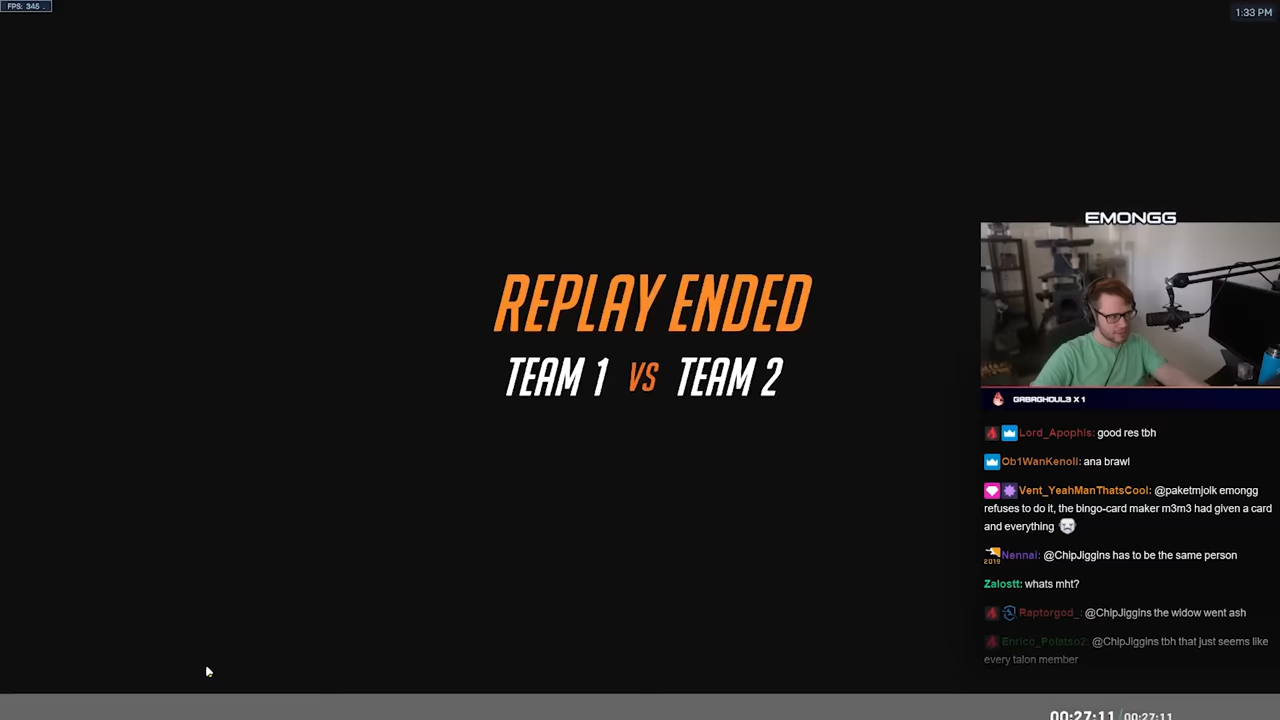 FPS: 345 .
1:33 PM
REPLAY ENDED
TEAM 1 VS TEAM 2
EMONGG
GABAGHOUL3 X 1
Lord_Apophis: good res tbh
Ob1WanKenoli: ana brawl
Vent_YeahManThatsCool: @paketmjolk emongg
refuses to do it, the bingo-card maker m3m3 had given a card
and everything
2019 Nennai: @ChipJiggins has to be the same person
Zalostt: whats mht?
Raptorgod_: @ChipJiggins the widow went ash
Enrico_Polatso2: @ChipJiggins tbh that just seems like
every talon member
00:27:11 / 00:27:11